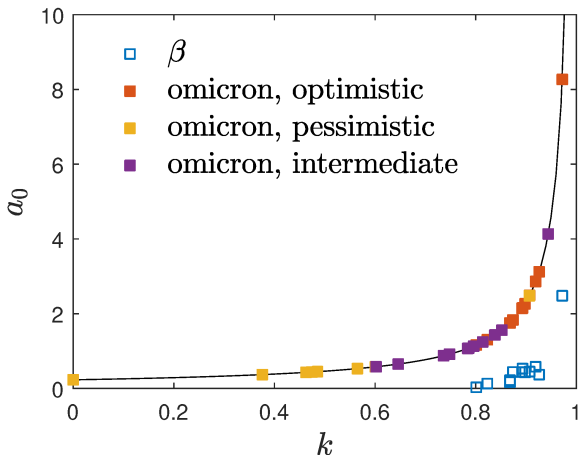 10
8
6
4
2
0
a₀
β
omicron, optimistic
omicron, pessimistic
omicron, intermediate
0 0.2 0.4 0.6 0.8 1
k